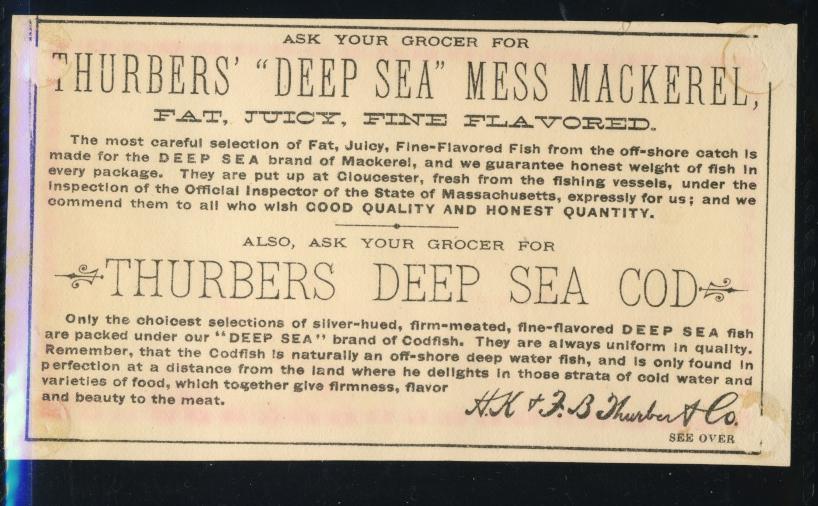 ASK YOUR GROCER FOR
THURBERS' "DEEP SEA" MESS MACKEREL,
FAT, JUICY, FINE FLAVORED.
The most careful selection of Fat, Juicy, Fine-Flavored Fish from the off-shore catch is
made for the DEEP SEA brand of Mackerel, and we guarantee honest weight of fish in
every package. They are put up at Gloucester, fresh from the fishing vessels, under the
inspection of the Official Inspector of the State of Massachusetts, expressly for us; and we
commend them to all who wish GOOD QUALITY AND HONEST QUANTITY.
ALSO, ASK YOUR GROCER FOR
THURBERS DEEP SEA COD
Only the choicest selections of silver-hued, firm-meated, fine-flavored DEEP SEA fish
are packed under our "DEEP SEA" brand of Codfish. They are always uniform in quality.
Remember, that the Codfish is naturally an off-shore deep water fish, and is only found in
perfection at a distance from the land where he delights in those strata of cold water and
varieties of food, which together give firmness, flavor
and beauty to the meat.
H. K & F. B Thurber & Co.
SEE OVER